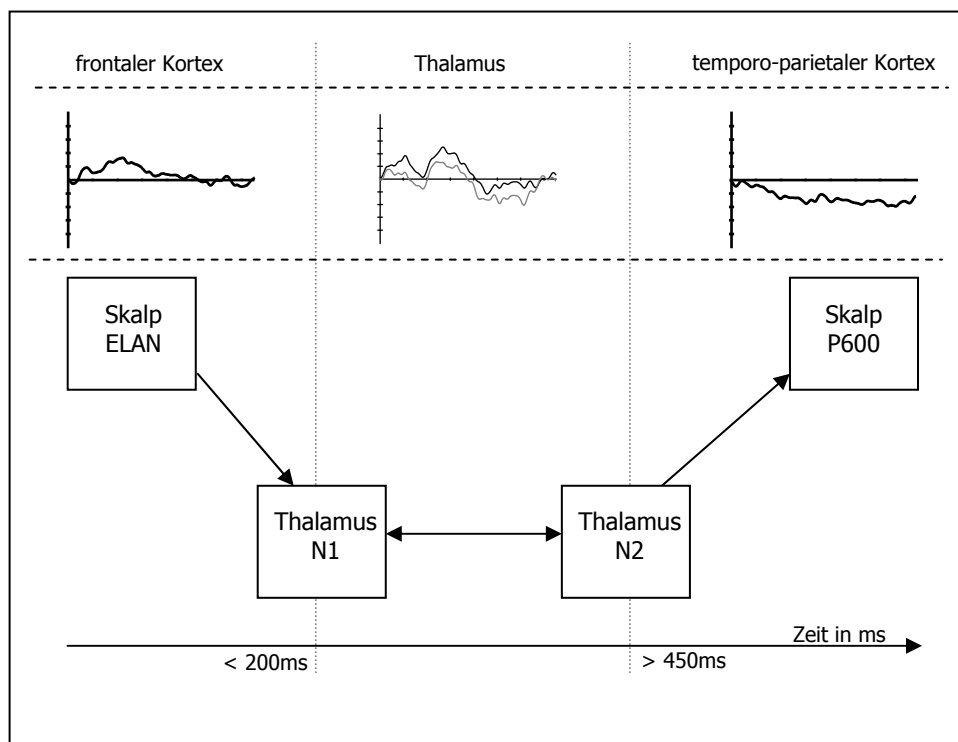 frontaler Kortex
Thalamus
temporo-parietaler Kortex
Skalp
ELAN
Skalp
P600
Thalamus
N1
Thalamus
N2
Zeit in ms
< 200ms
> 450ms